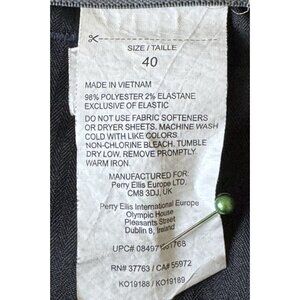 SIZE / TAILLE
40
MADE IN VIETNAM
98% POLYESTER 2% ELASTANE
EXCLUSIVE OF ELASTIC
DO NOT USE FABRIC SOFTENERS
OR DRYER SHEETS. MACHINE WASH
COLD WITH LIKE COLORS.
NON-CHLORINE BLEACH. TUMBLE
DRY LOW. REMOVE PROMPTLY.
WARM IRON.
MANUFACTURED FOR:
Perry Ellis Europe LTD,
CM8 3DJ, UK
Perry Ellis International Europe
Olympic House
Pleasants Street
Dublin 8, Ireland
UPC#
RN# 37763 / CA# 55972
KO19188 / KO19189